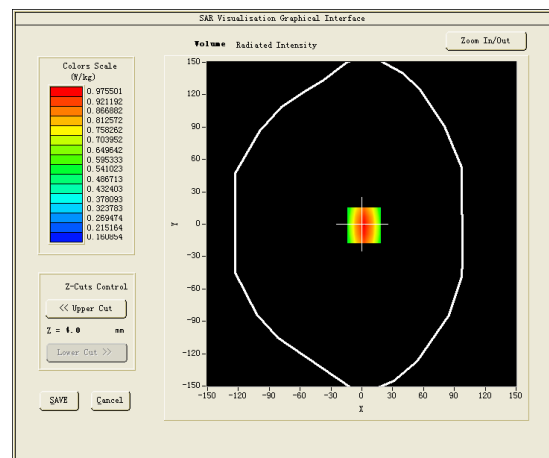 SAR Visualisation Graphical Interface
Volume Radiated Intensity
Zoom In/Out
Colors Scale
(W/kg)
0.975501
0.921192
0.866882
0.812572
0.758262
0.703952
0.649642
0.595333
0.541023
0.486713
0.432403
0.378093
0.323783
0.269474
0.215164
0.160854
Z-Cuts Control
<< Upper Cut
Z = 4.0 mm
Lower Cut >>
SAVE
Cancel
150
120
90
60
30
0
-30
-60
-90
-120
-150
Y
-150 -120 -90 -60 -30 0 30 60 90 120 150
X